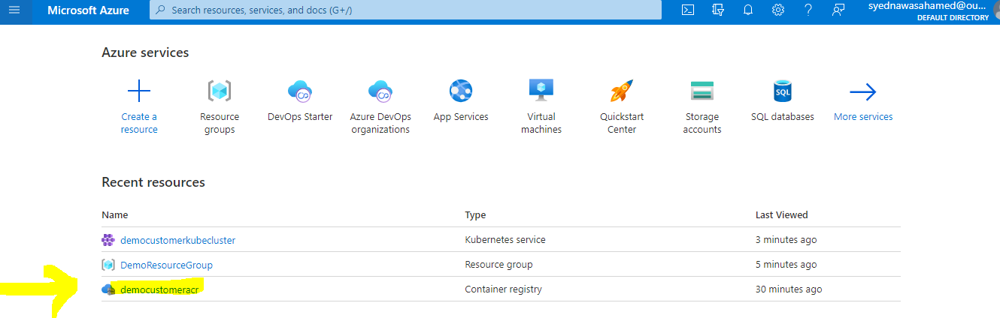 Microsoft Azure
Search resources, services, and docs (G+/)
syednawasahamed@ou...
DEFAULT DIRECTORY
Azure services
Create a resource
Resource groups
DevOps Starter
Azure DevOps organizations
App Services
Virtual machines
Quickstart Center
Storage accounts
SQL
SQL databases
More services
Recent resources
Name Type Last Viewed
democustomerkubecluster Kubernetes service 3 minutes ago
DemoResourceGroup Resource group 5 minutes ago
democustomeracr Container registry 30 minutes ago